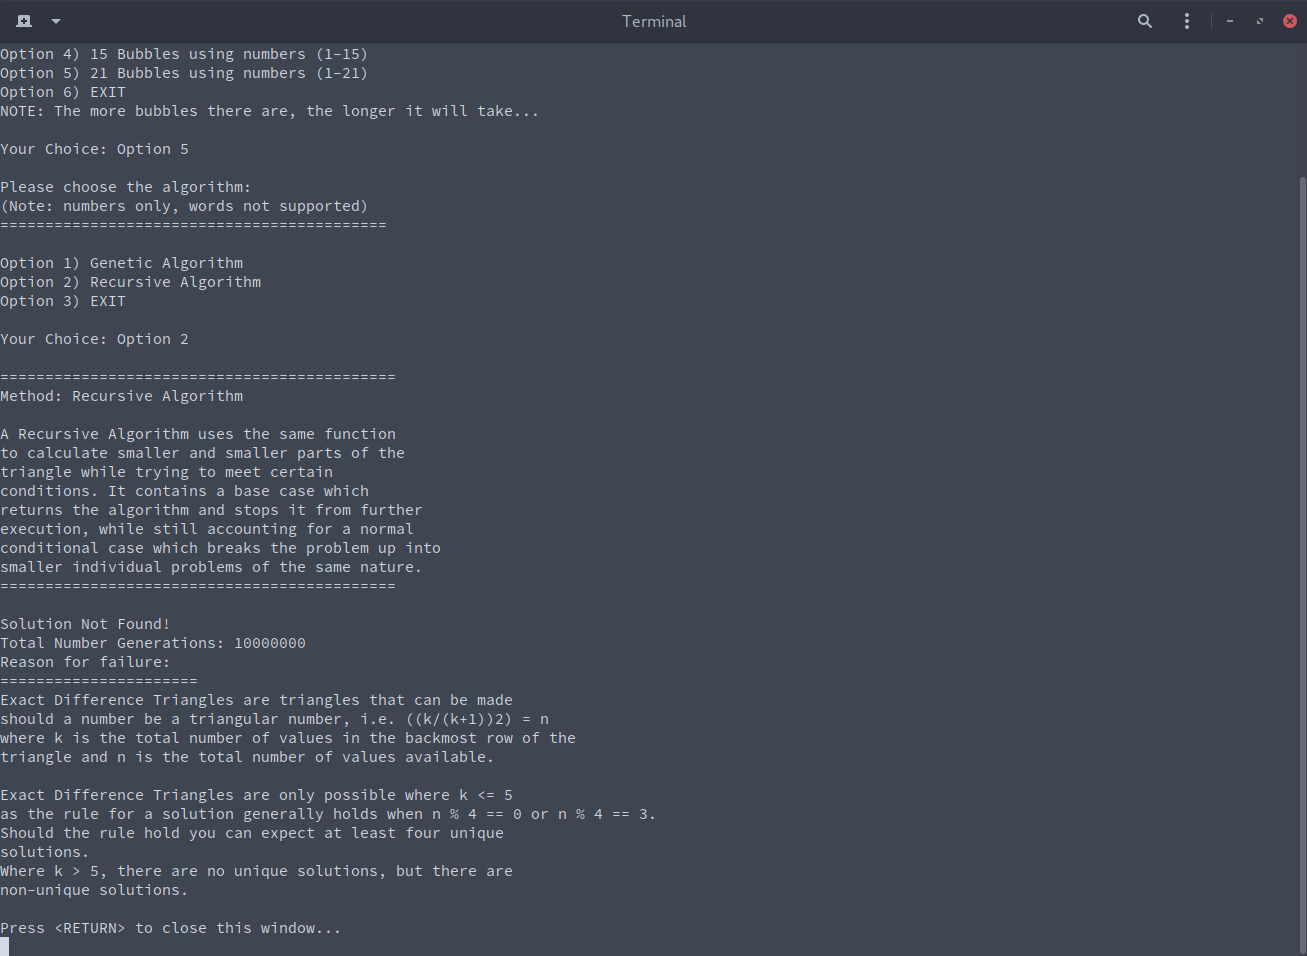 Terminal
Option 4) 15 Bubbles using numbers (1-15)
Option 5) 21 Bubbles using numbers (1-21)
Option 6) EXIT
NOTE: The more bubbles there are, the longer it will take...
Your Choice: Option 5
Please choose the algorithm:
(Note: numbers only, words not supported)
===========================================
Option 1) Genetic Algorithm
Option 2) Recursive Algorithm
Option 3) EXIT
Your Choice: Option 2
============================================
Method: Recursive Algorithm
A Recursive Algorithm uses the same function
to calculate smaller and smaller parts of the
triangle while trying to meet certain
conditions. It contains a base case which
returns the algorithm and stops it from further
execution, while still accounting for a normal
conditional case which breaks the problem up into
smaller individual problems of the same nature.
============================================
Solution Not Found!
Total Number Generations: 10000000
Reason for failure:
======================
Exact Difference Triangles are triangles that can be made
should a number be a triangular number, i.e. ((k/(k+1))2) = n
where k is the total number of values in the backmost row of the
triangle and n is the total number of values available.
Exact Difference Triangles are only possible where k <= 5
as the rule for a solution generally holds when n % 4 == 0 or n % 4 == 3.
Should the rule hold you can expect at least four unique
solutions.
Where k > 5, there are no unique solutions, but there are
non-unique solutions.
Press <RETURN> to close this window...